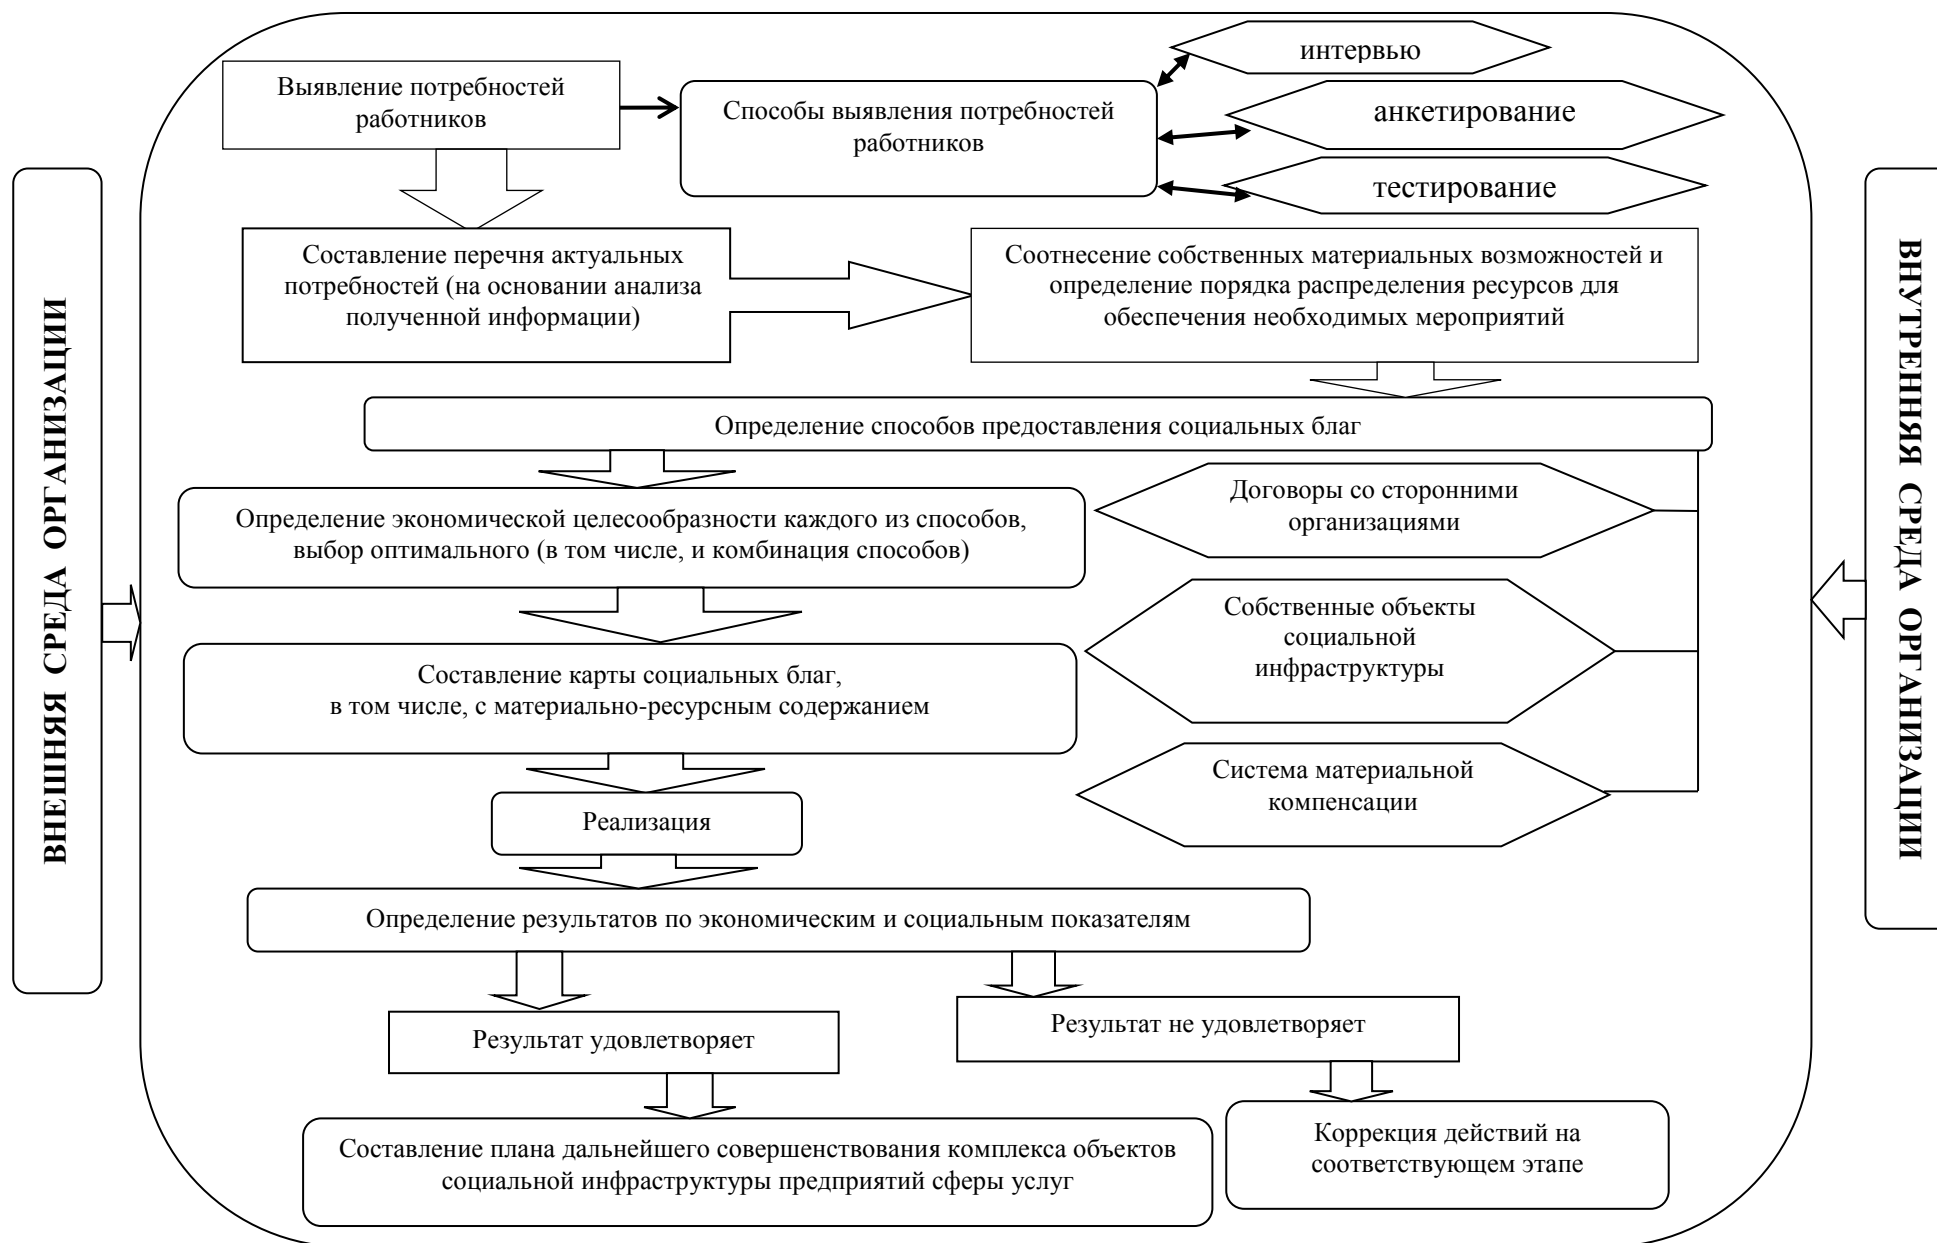 интервью
Выявление потребностей
работников
Способы выявления потребностей
работников
анкетирование
тестирование
Составление перечня актуальных
потребностей (на основании анализа
полученной информации)
Соотнесение собственных материальных возможностей и
определение порядка распределения ресурсов для
обеспечения необходимых мероприятий
ВНЕШНЯЯ СРЕДА ОРГАНИЗАЦИИ
ВНУТРЕННЯЯ СРЕДА ОРГАНИЗАЦИИ
Определение способов предоставления социальных благ
Определение экономической целесообразности каждого из способов,
выбор оптимального (в том числе, и комбинация способов)
Договоры со сторонними
организациями
Собственные объекты
социальной
инфраструктуры
Составление карты социальных благ,
в том числе, с материально-ресурсным содержанием
Система материальной
компенсации
Реализация
Определение результатов по экономическим и социальным показателям
Результат удовлетворяет
Результат не удовлетворяет
Составление плана дальнейшего совершенствования комплекса объектов
социальной инфраструктуры предприятий сферы услуг
Коррекция действий на
соответствующем этапе